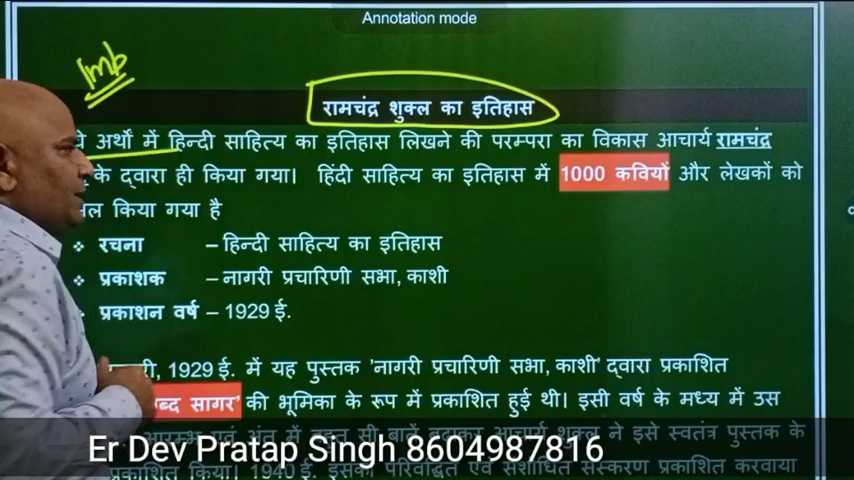 Annotation mode
Imp
रामचंद्र शुक्ल का इतिहास
अर्थों में हिन्दी साहित्य का इतिहास लिखने की परम्परा का विकास आचार्य रामचंद्र
के द्वारा ही किया गया। हिंदी साहित्य का इतिहास में 1000 कवियों और लेखकों को
किया गया है
❖ रचना – हिन्दी साहित्य का इतिहास
❖ प्रकाशक – नागरी प्रचारिणी सभा, काशी
प्रकाशन वर्ष – 1929 ई.
1929 ई. में यह पुस्तक 'नागरी प्रचारिणी सभा, काशी' द्वारा प्रकाशित
सागर' की भूमिका के रूप में प्रकाशित हुई थी। इसी वर्ष के मध्य में उस
आचार्य शुक्ल ने इसे स्वतंत्र पुस्तक के
Er Dev Pratap Singh 8604987816
प्रकाशित किया। 1940 ई. इसका परिवर्द्धित एवं संशोधित संस्करण प्रकाशित करवाया